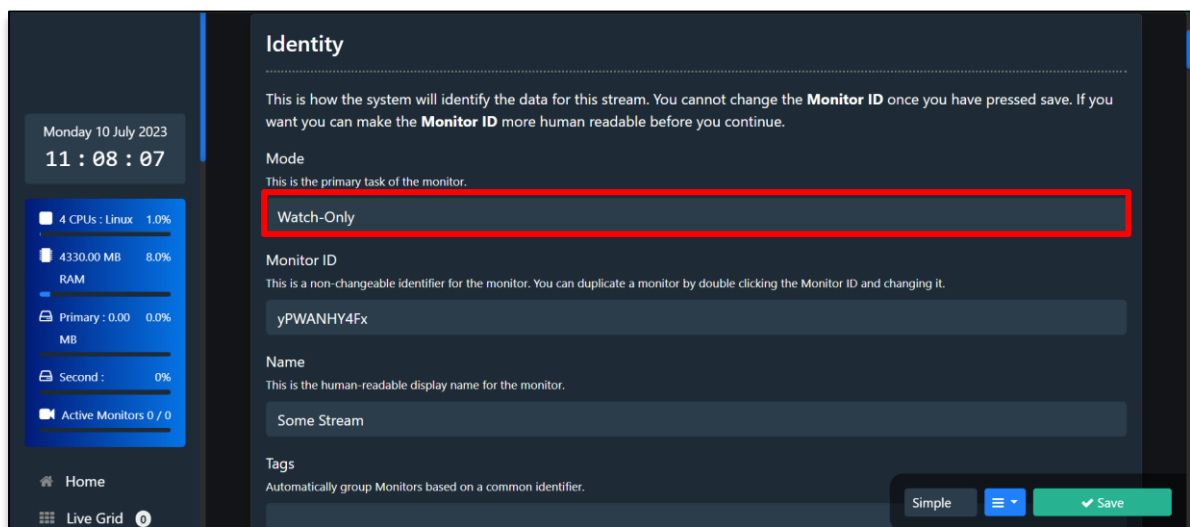 Monday 10 July 2023
11 : 08 : 07
4 CPUs : Linux 1.0%
4330.00 MB 8.0%
RAM
Primary : 0.00 0.0%
MB
Second : 0%
Active Monitors 0 / 0
Home
Live Grid 0
Identity
This is how the system will identify the data for this stream. You cannot change the Monitor ID once you have pressed save. If you
want you can make the Monitor ID more human readable before you continue.
Mode
This is the primary task of the monitor.
Watch-Only
Monitor ID
This is a non-changeable identifier for the monitor. You can duplicate a monitor by double clicking the Monitor ID and changing it.
yPWANHY4Fx
Name
This is the human-readable display name for the monitor.
Some Stream
Tags
Automatically group Monitors based on a common identifier.
Simple
Save